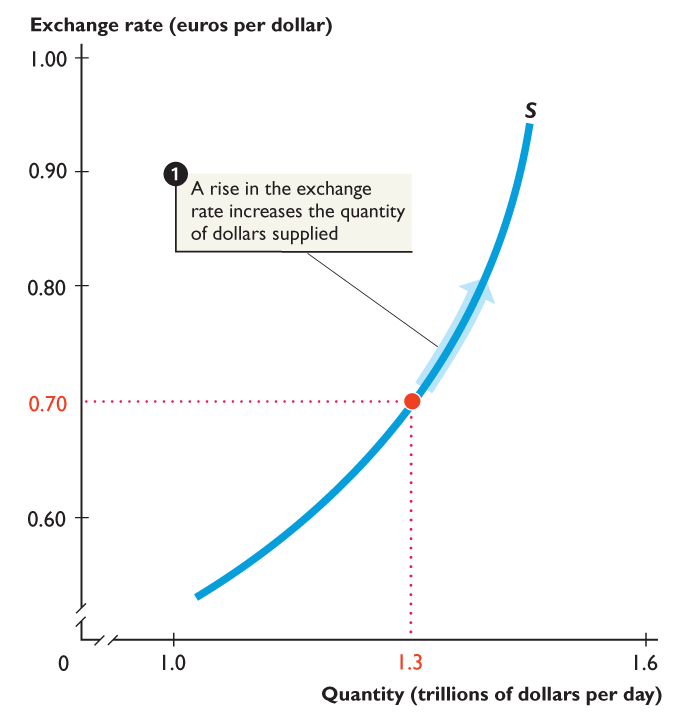 Exchange rate (euros per dollar)
1.00
S
0.90
1
A rise in the exchange
rate increases the quantity
of dollars supplied
0.80
0.70
0.60
0
1.0
1.3
1.6
Quantity (trillions of dollars per day)